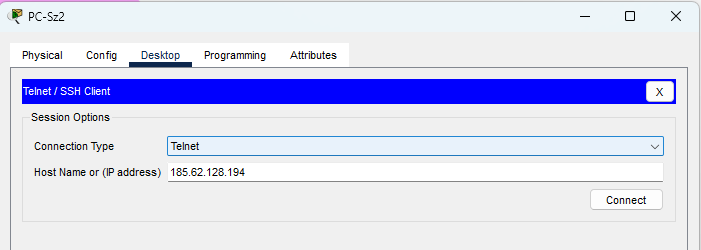 PC-Sz2
Physical Config Desktop Programming Attributes
Telnet / SSH Client X
Session Options
Connection Type Telnet
Host Name or (IP address) 185.62.128.194
Connect